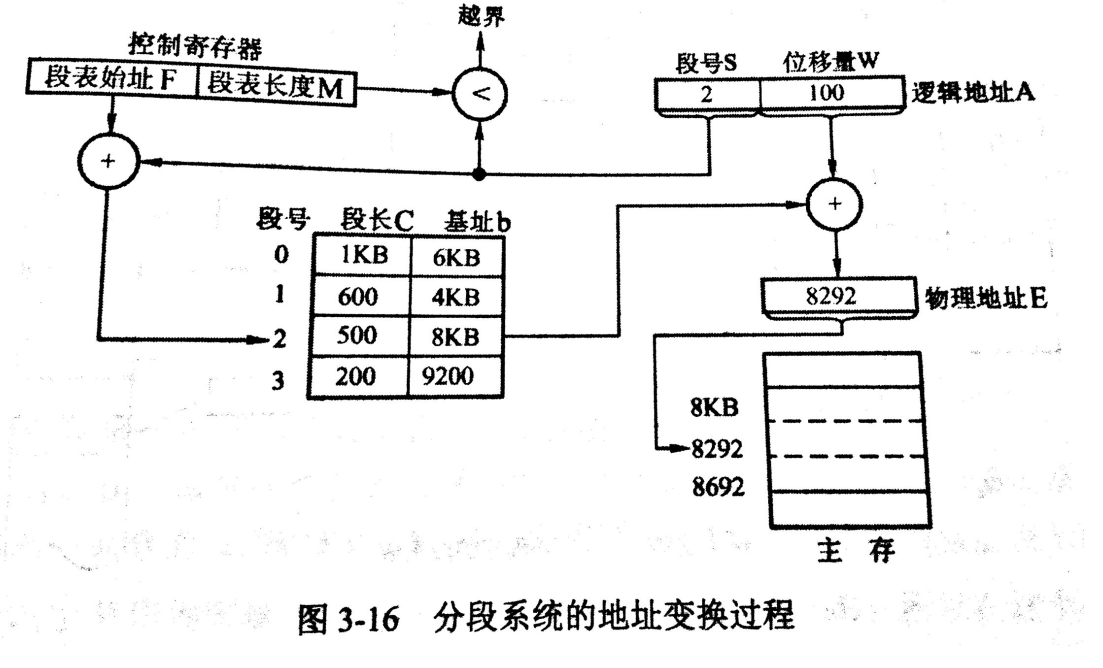 越界
控制寄存器
段表始址 F 段表长度M
<
段号S 位移量W
2 100 逻辑地址A
+
+
段号 段长C 基址b
0 1KB 6KB
1 600 4KB
2 500 8KB
3 200 9200
8292 物理地址E
8KB
8292
8692
主 存
图 3-16 分段系统的地址变换过程